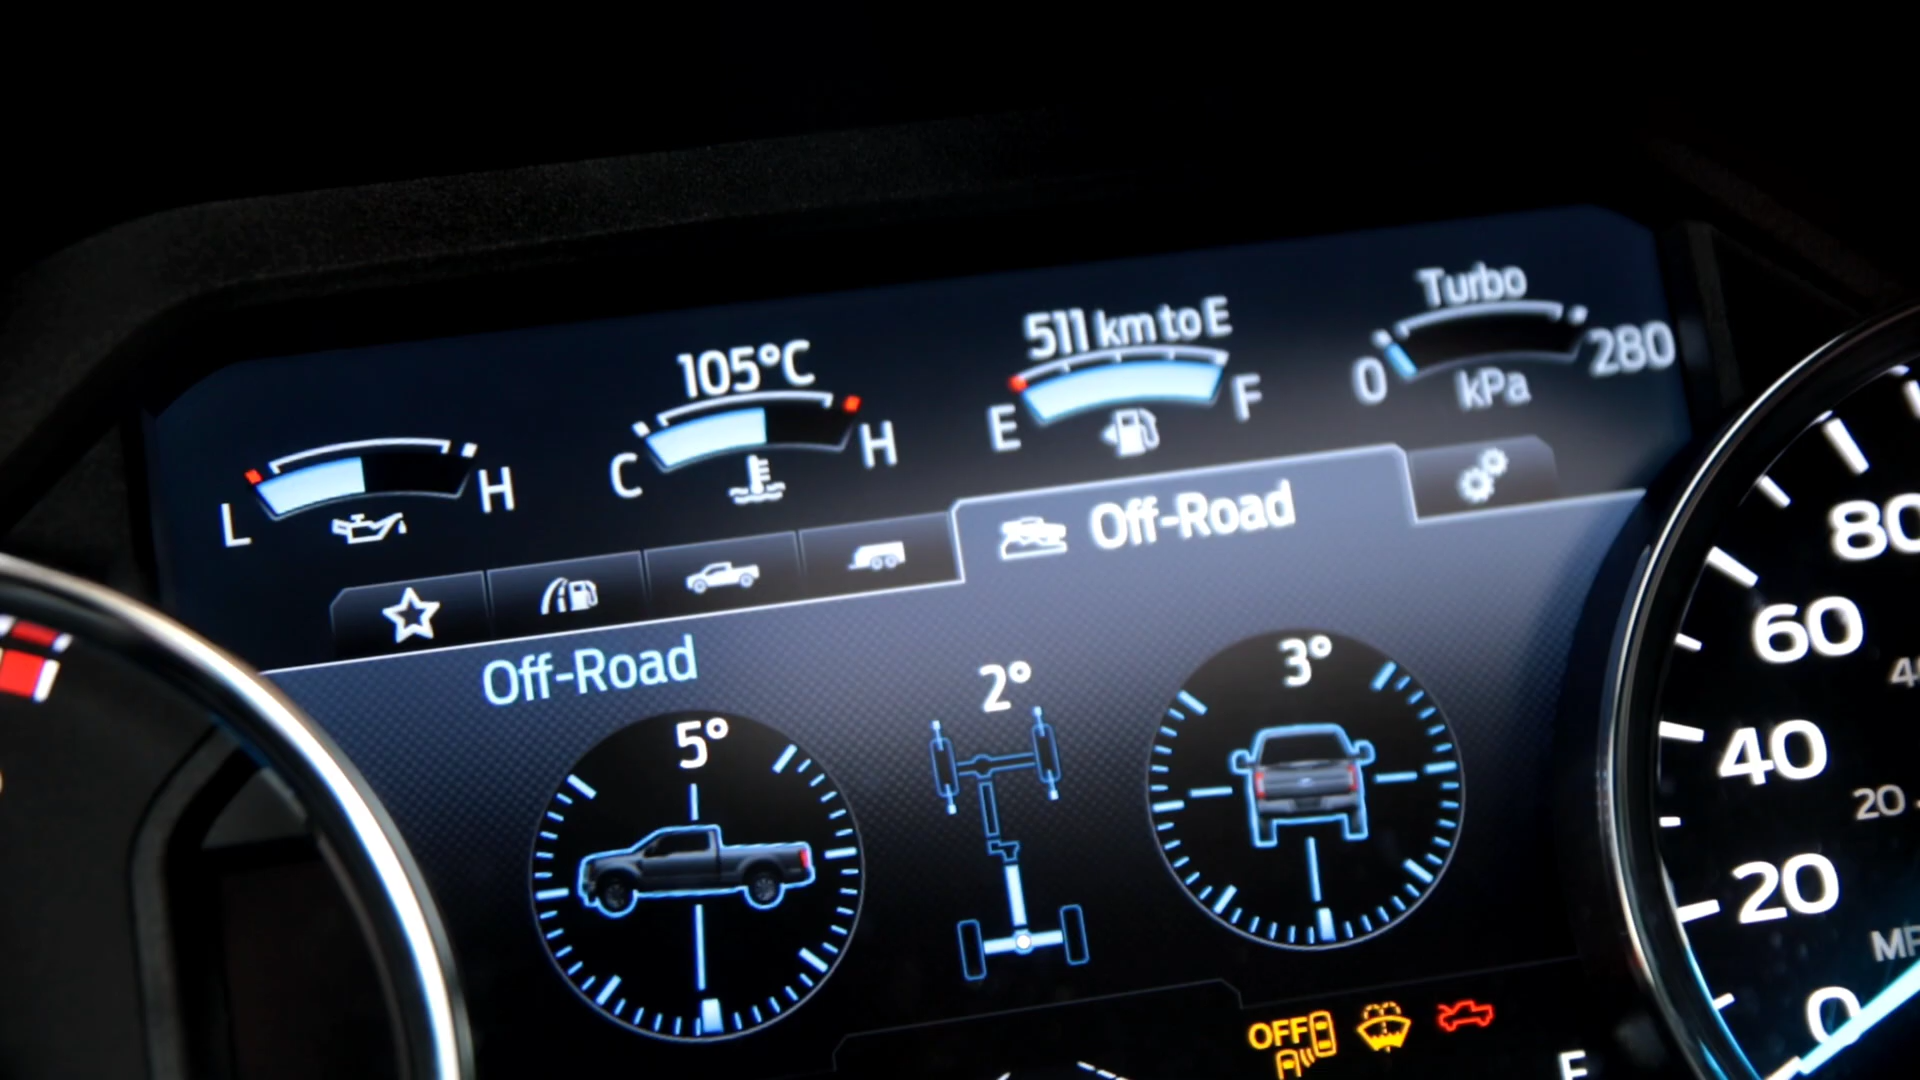 Turbo
511 km to E
0 280
105°C
kPa
E F
C H
L H
Off-Road
Off-Road
5°
2°
3°
80
60
40
20
20
0
OFF